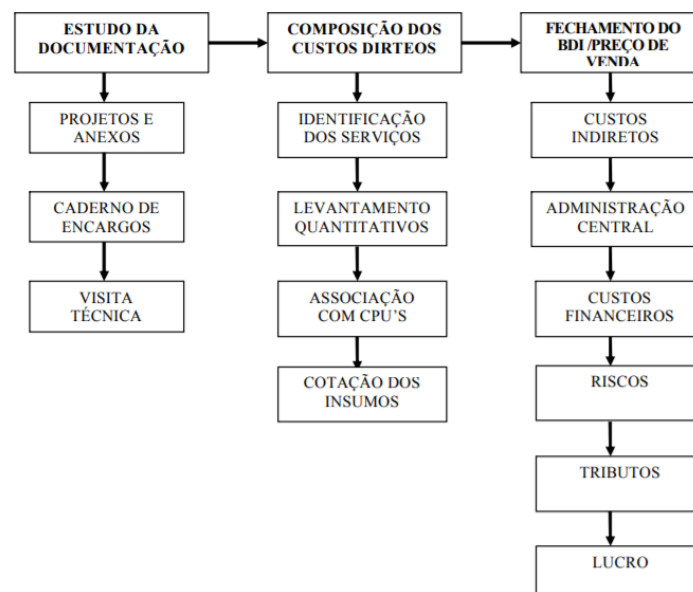 ESTUDO DA
DOCUMENTAÇÃO
COMPOSIÇÃO DOS
CUSTOS DIRTEOS
FECHAMENTO DO
BDI /PREÇO DE
VENDA
PROJETOS E
ANEXOS
CADERNO DE
ENCARGOS
VISITA
TÉCNICA
IDENTIFICAÇÃO
DOS SERVIÇOS
LEVANTAMENTO
QUANTITATIVOS
ASSOCIAÇÃO
COM CPU'S
COTAÇÃO DOS
INSUMOS
CUSTOS
INDIRETOS
ADMINISTRAÇÃO
CENTRAL
CUSTOS
FINANCEIROS
RISCOS
TRIBUTOS
LUCRO